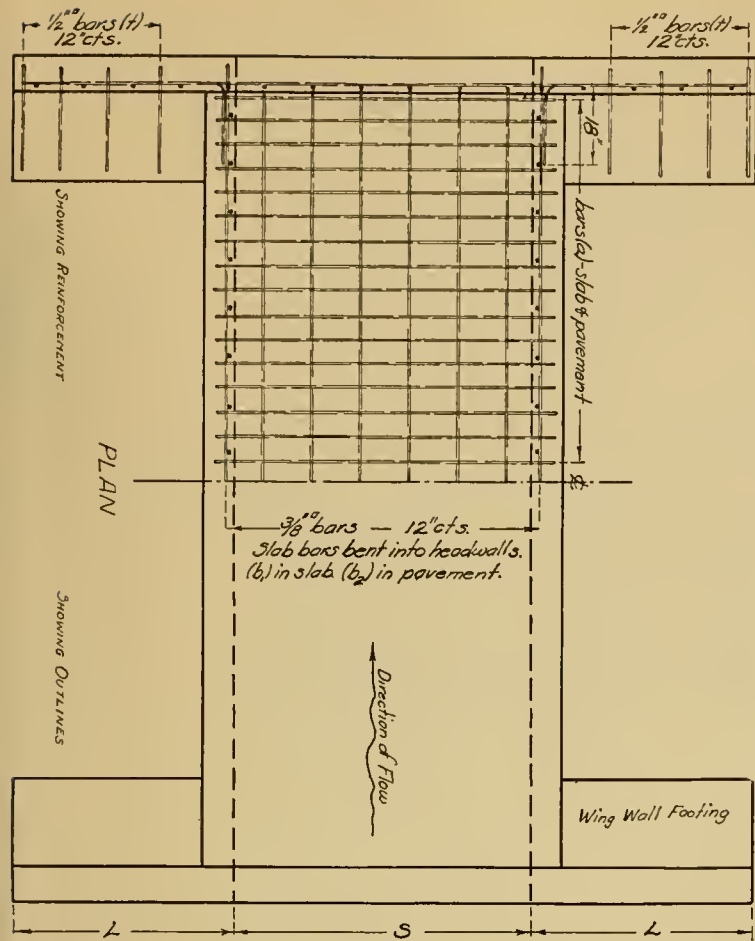 1/2"□ bars (t)
12"cts.
1/2"□ bars (t)
12"cts.
18"
bars (a) - slab & pavement
SHOWING REINFORCEMENT
PLAN
℄
3/8"□ bars — 12"cts.
Slab bars bent into headwalls.
(b1) in slab (b2) in pavement.
SHOWING OUTLINES
Direction of Flow
Wing Wall Footing
L
S
L